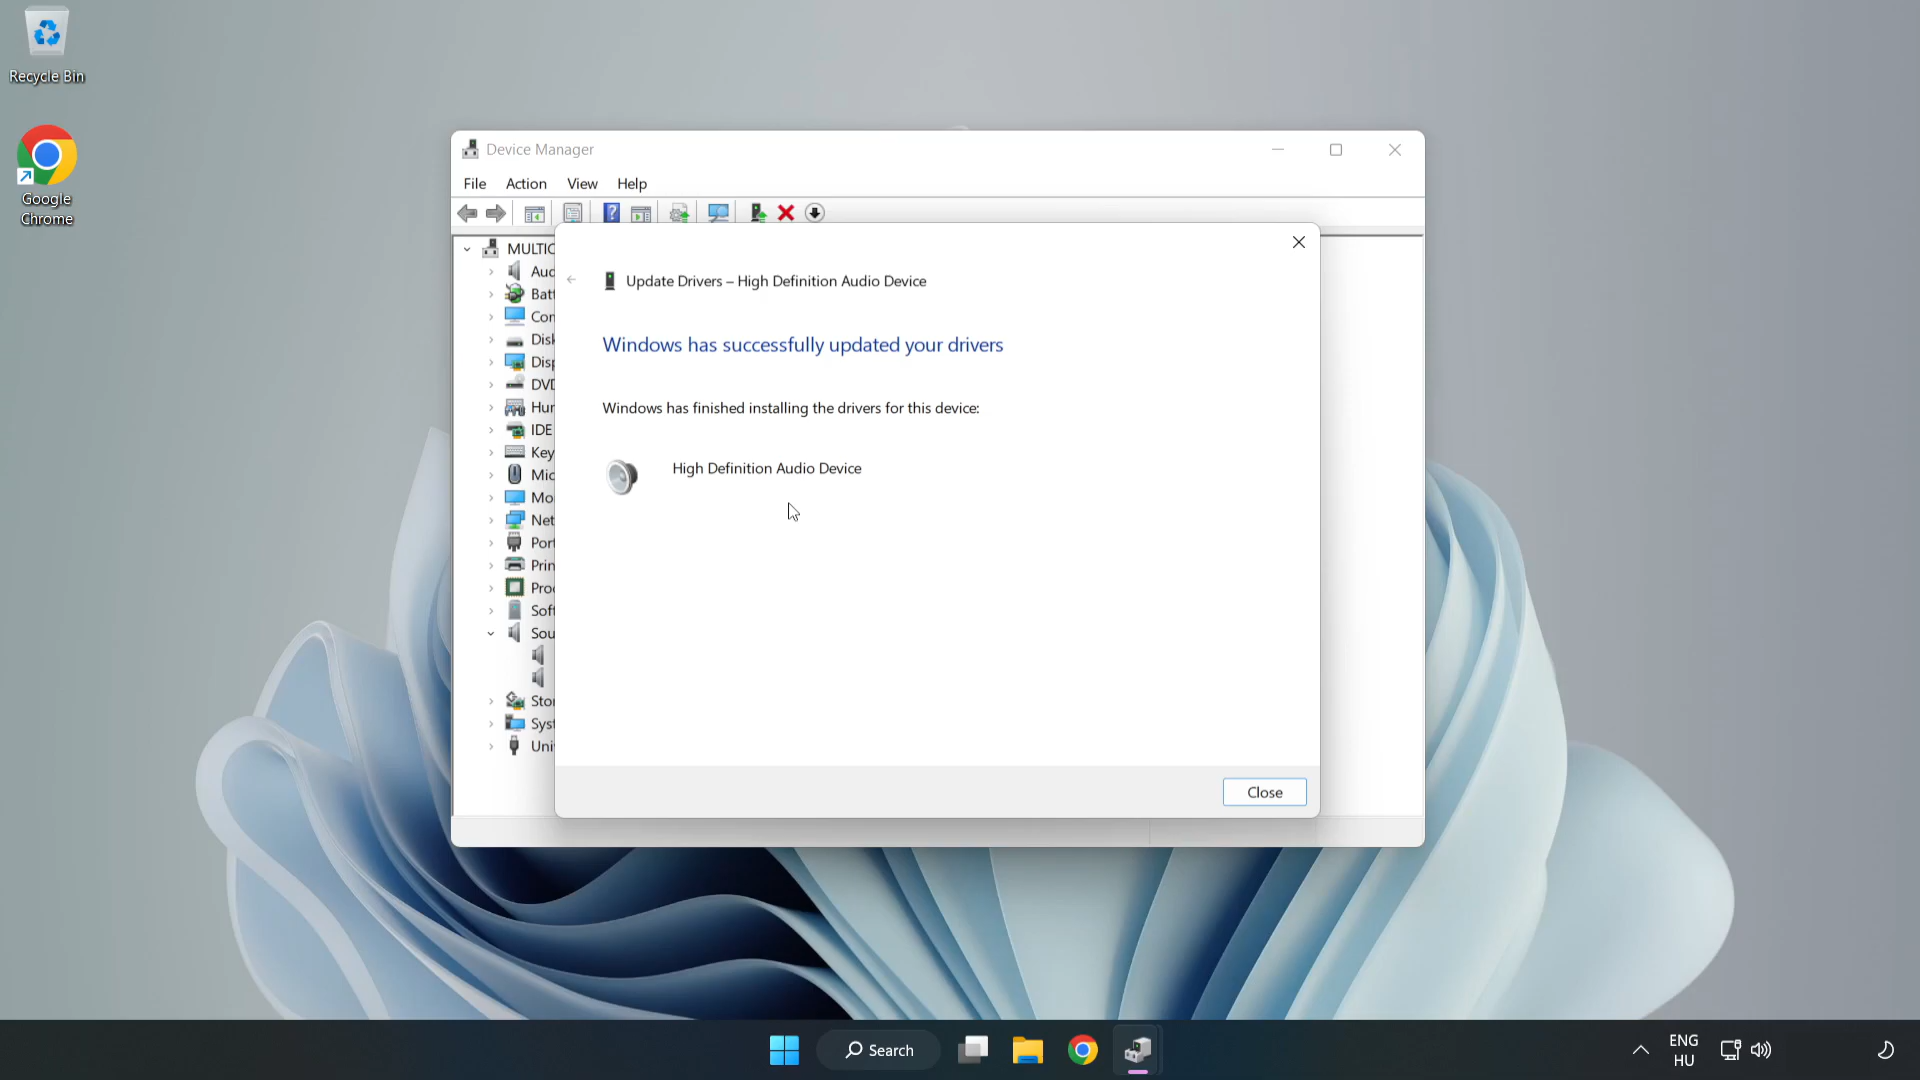 Recycle Bin
Google
Chrome
Device Manager
File Action View Help
MULTIC
Aud
Batt
Con
Disk
Disp
DVD
Hur
IDE
Key
Mic
Mor
Net
Port
Prin
Proc
Soft
Sou
Stor
Syst
Uni
Update Drivers – High Definition Audio Device
Windows has successfully updated your drivers
Windows has finished installing the drivers for this device:
High Definition Audio Device
Close
Search
ENG
HU